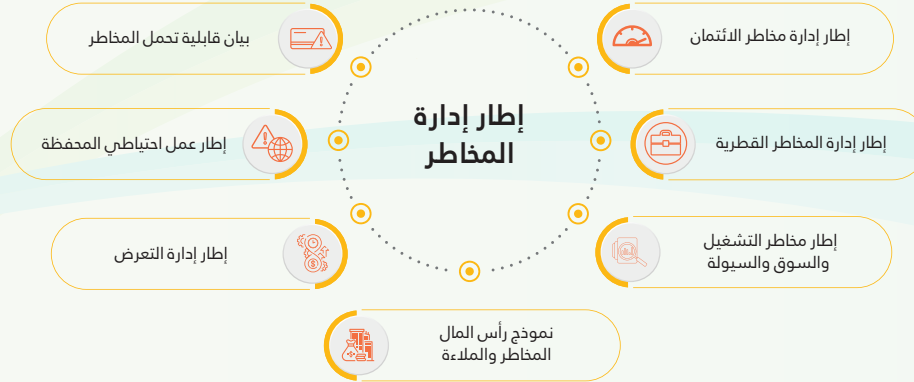 إطار إدارة مخاطر الائتمان
بيان قابلية تحمل المخاطر
إطار إدارة
المخاطر
إطار إدارة المخاطر القطرية
إطار عمل احتياطي المحفظة
إطار مخاطر التشغيل
والسوق والسيولة
إطار إدارة التعرض
نموذج رأس المال
المخاطر والملاءة